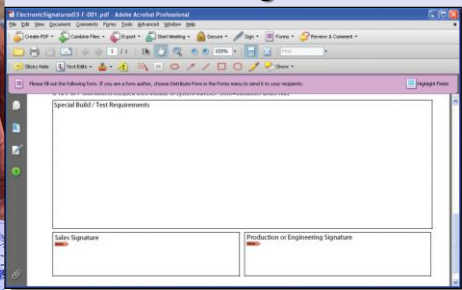 ElectronicSignatures03-F-001.pdf - Adobe Acrobat Professional
File Edit View Document Comments Forms Tools Advanced Window Help
Create PDF Combine Files Export Start Meeting Secure Sign Forms Review & Comment
1 / 1 100% Find
Sticky Note Text Edits Show
Please fill out the following form. If you are a form author, choose Distribute Form in the Forms menu to send it to your recipients. Highlight Fields
Special Build / Test Requirements
Sales Signature Production or Engineering Signature